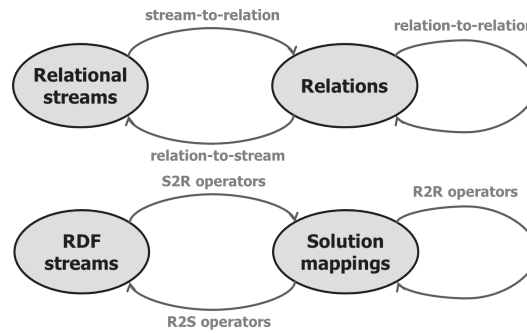 stream-to-relation
relation-to-relation
Relational
streams
Relations
relation-to-stream
S2R operators
R2R operators
RDF
streams
Solution
mappings
R2S operators